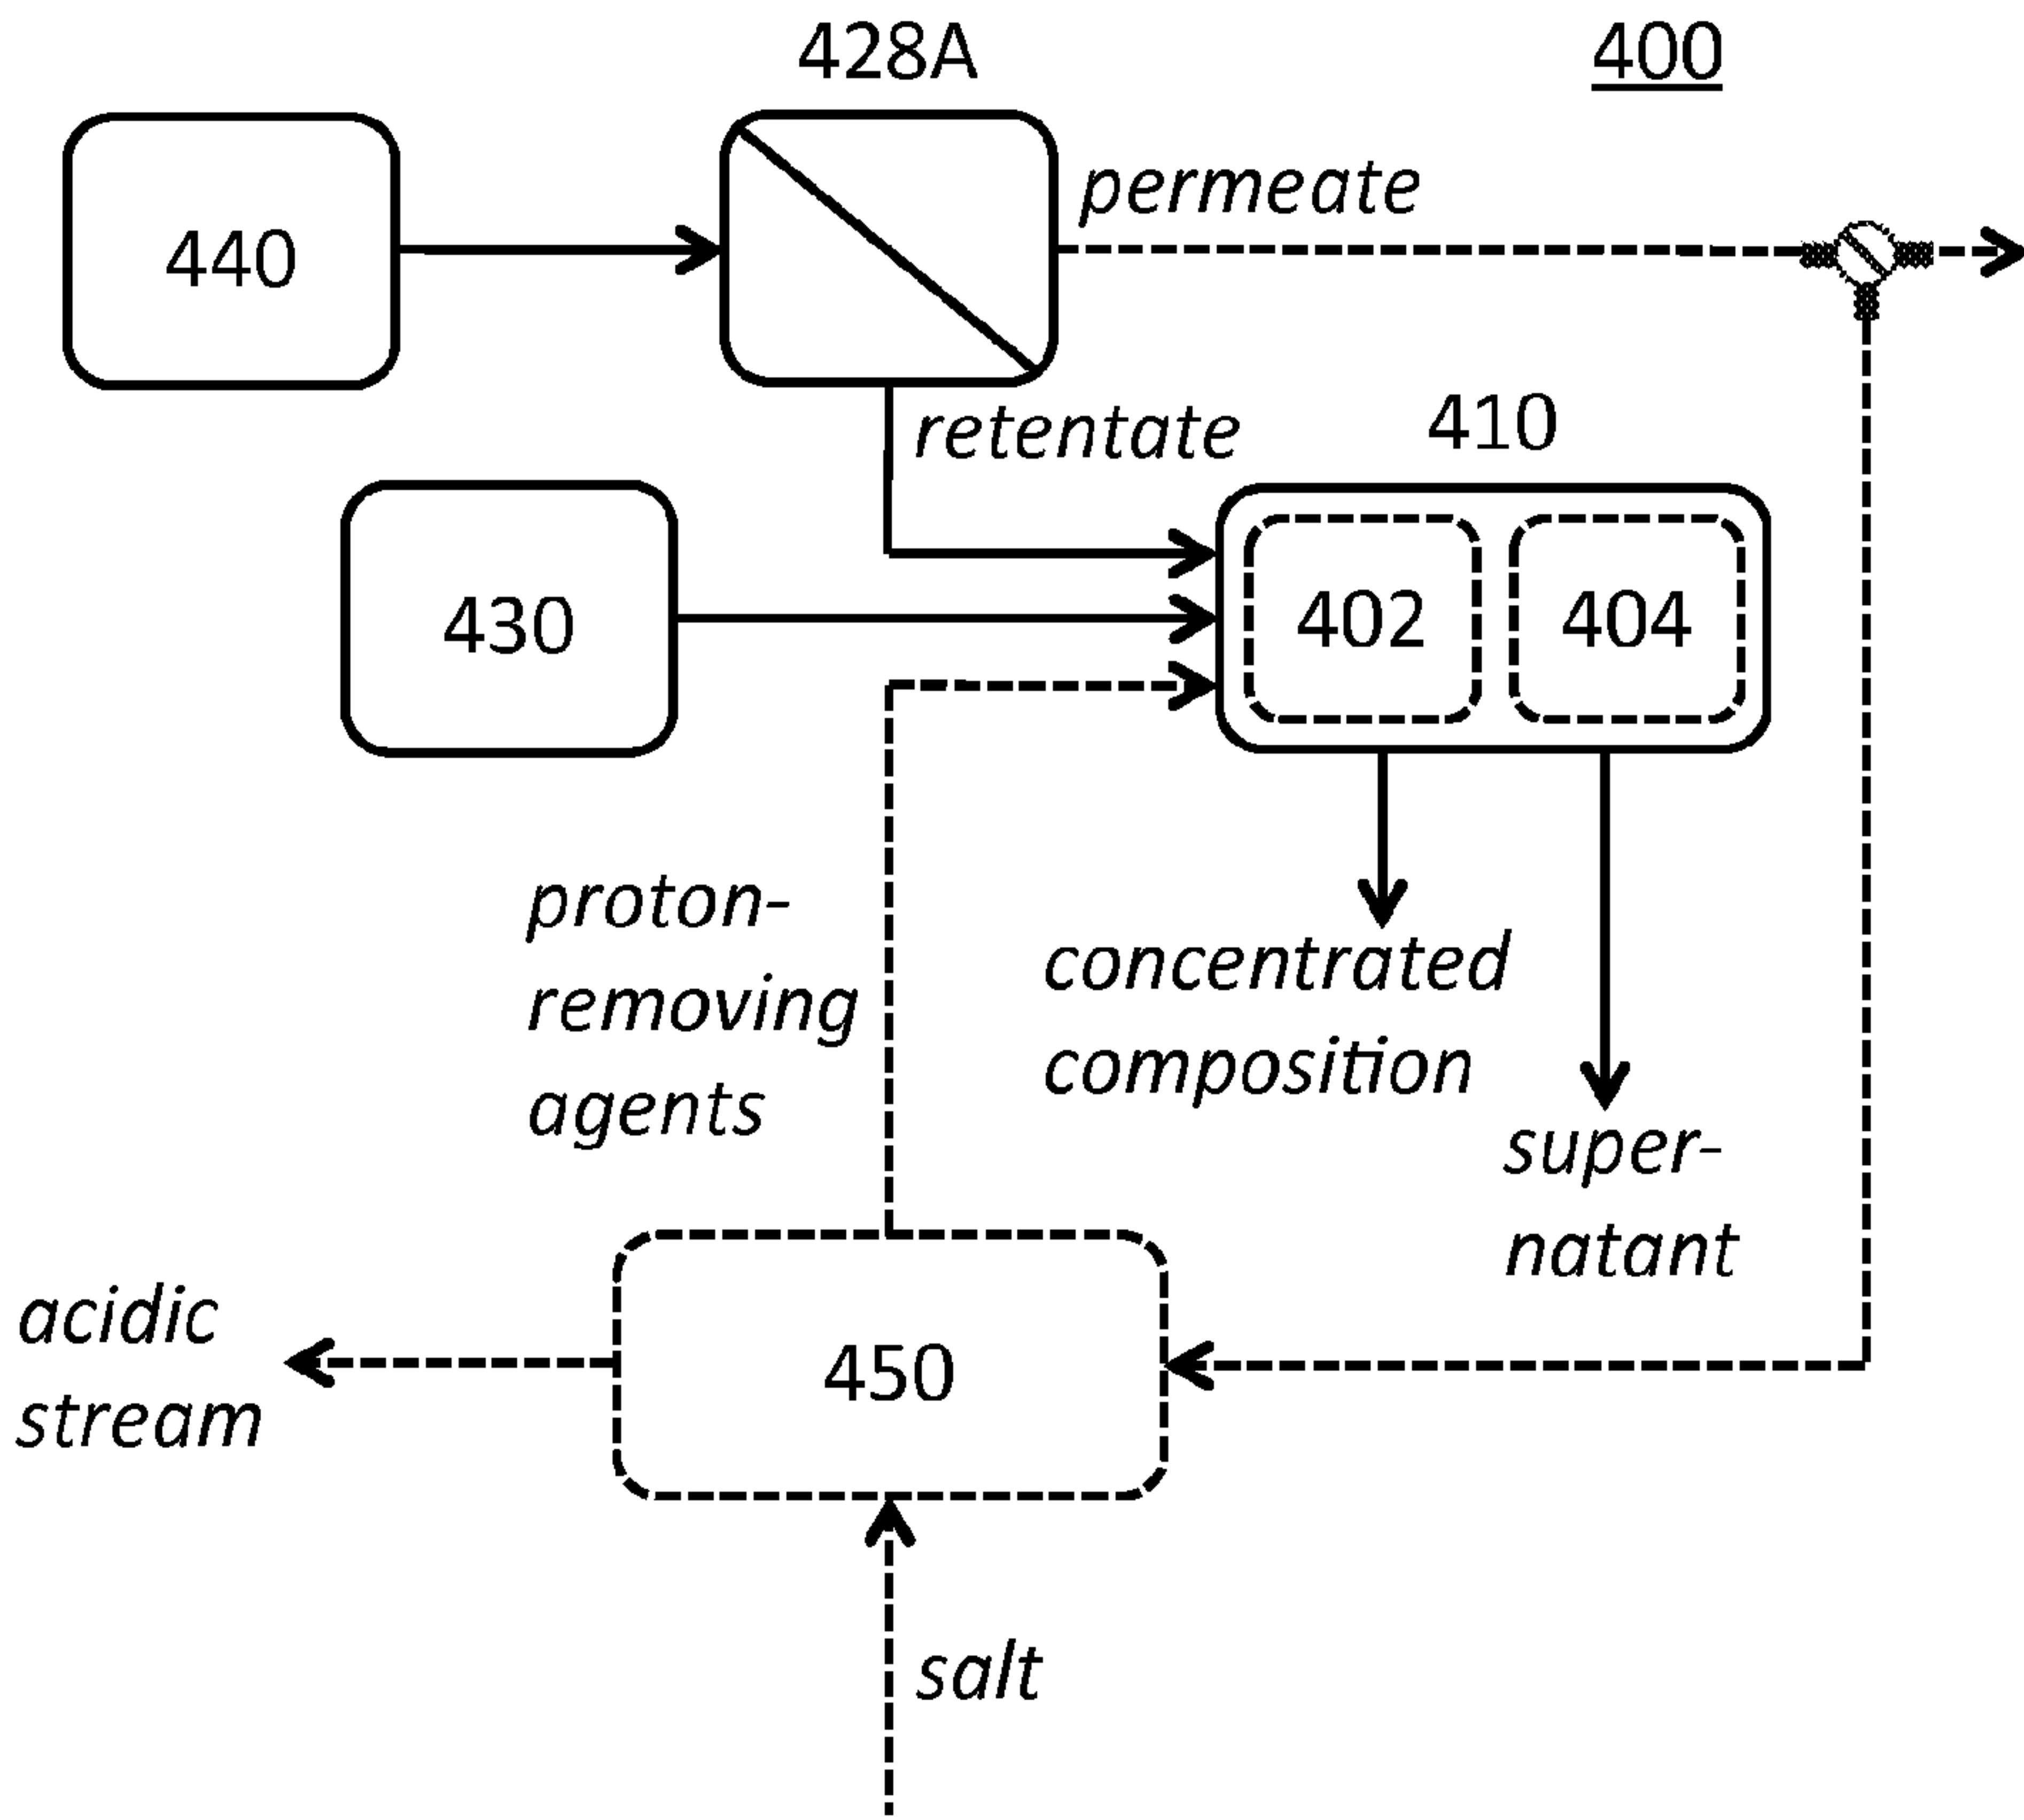 428A
400
440
permeate
retentate
410
430
402
404
proton-
removing
agents
concentrated
composition
super-
natant
acidic
stream
450
salt